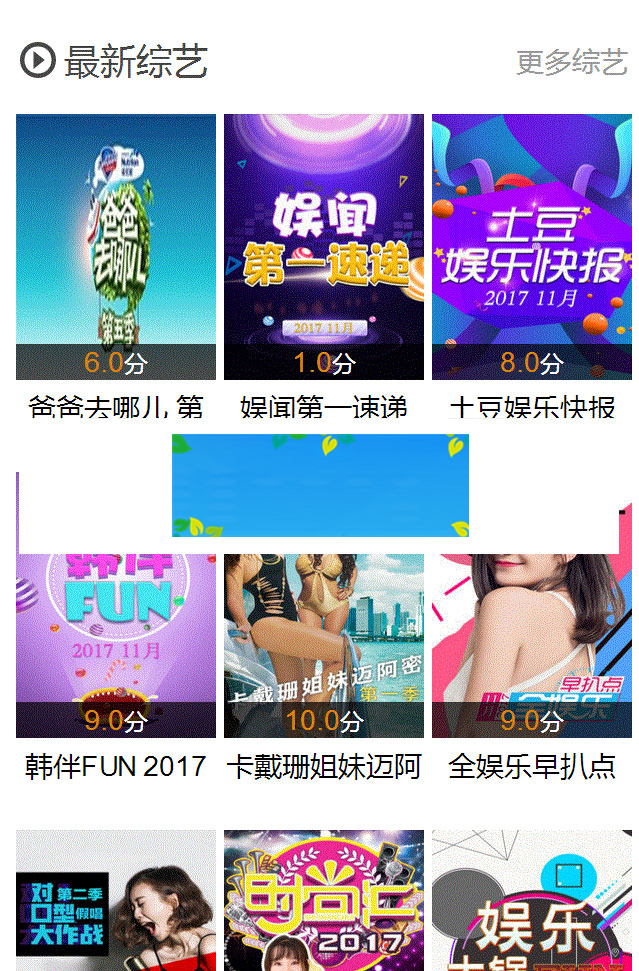 最新综艺
更多综艺
爸爸去哪儿
第五季
6.0分
娱闻
第一速递
2017 11月
1.0分
土豆
娱乐快报
2017 11月
8.0分
爸爸去哪儿 第
娱闻第一速递
土豆娱乐快报
韩伴
FUN
2017 11月
9.0分
卡戴珊姐妹迈阿密
第一季
10.0分
早扒点
全娱乐
9.0分
韩伴FUN 2017
卡戴珊姐妹迈阿
全娱乐早扒点
对 第二季
口型 假唱
大作战
时尚汇
2017
娱乐